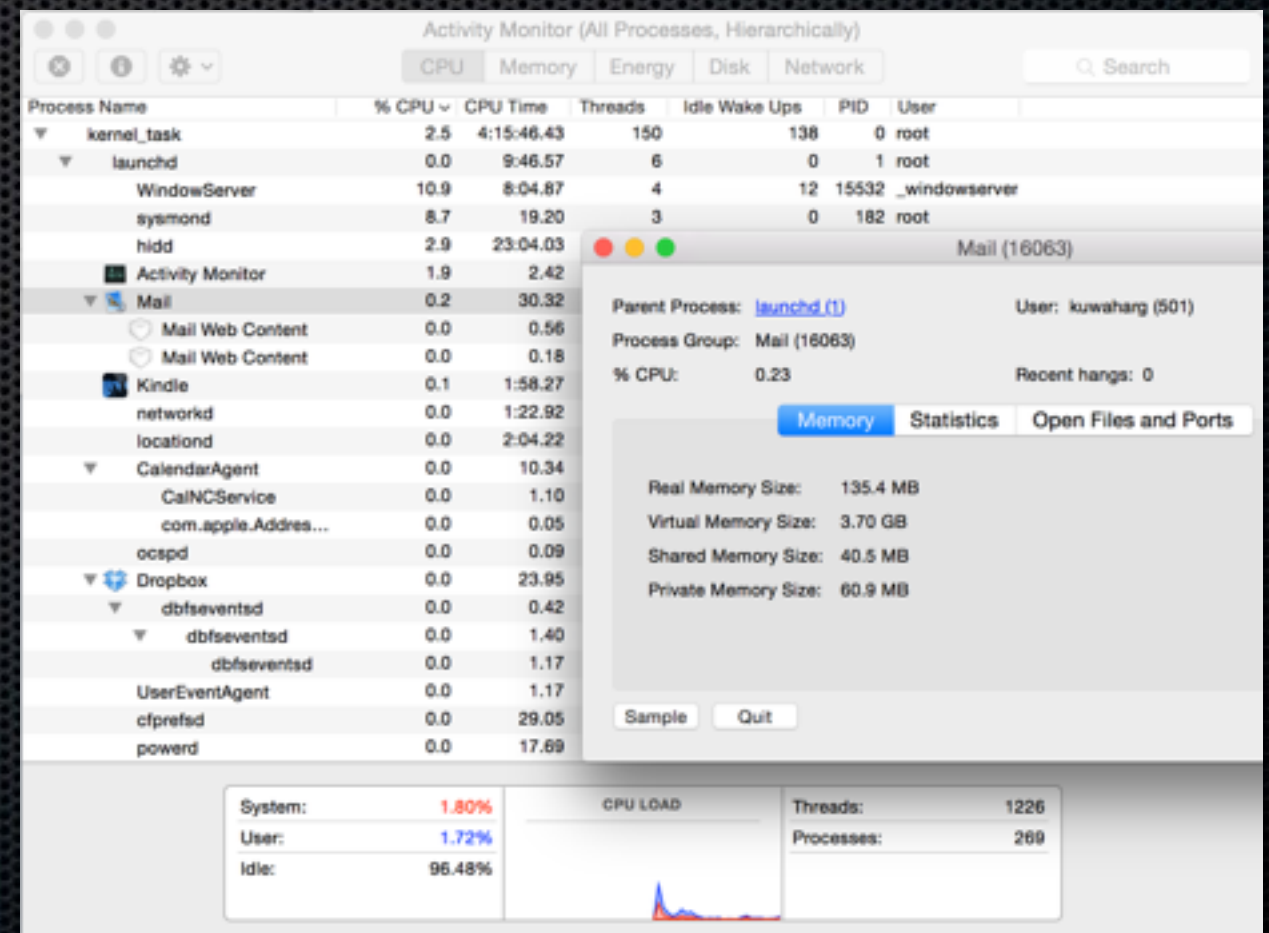 Activity Monitor (All Processes, Hierarchically)
CPU Memory Energy Disk Network Search
Process Name % CPU CPU Time Threads Idle Wake Ups PID User
kernel_task 2.5 4:15:46.43 150 138 0 root
launchd 0.0 9:46.57 6 0 1 root
WindowServer 10.9 8:04.87 4 12 15532 _windowserver
sysmond 8.7 19.20 3 0 182 root
hidd 2.9 23:04.03
Activity Monitor 1.9 2.42
Mail 0.2 30.32
Mail Web Content 0.0 0.56
Mail Web Content 0.0 0.18
Kindle 0.1 1:58.27
networkd 0.0 1:22.92
locationd 0.0 2:04.22
CalendarAgent 0.0 10.34
CalNCService 0.0 1.10
com.apple.Addres... 0.0 0.05
ocspd 0.0 0.09
Dropbox 0.0 23.95
dbfseventsd 0.0 0.42
dbfseventsd 0.0 1.40
dbfseventsd 0.0 1.17
UserEventAgent 0.0 1.17
cfprefsd 0.0 29.05
powerd 0.0 17.69
Mail (16063)
Parent Process: launchd (1) User: kuwaharg (501)
Process Group: Mail (16063)
% CPU: 0.23 Recent hangs: 0
Memory Statistics Open Files and Ports
Real Memory Size: 135.4 MB
Virtual Memory Size: 3.70 GB
Shared Memory Size: 40.5 MB
Private Memory Size: 60.9 MB
Sample Quit
System: 1.80% CPU LOAD Threads: 1226
User: 1.72% Processes: 269
Idle: 96.48%